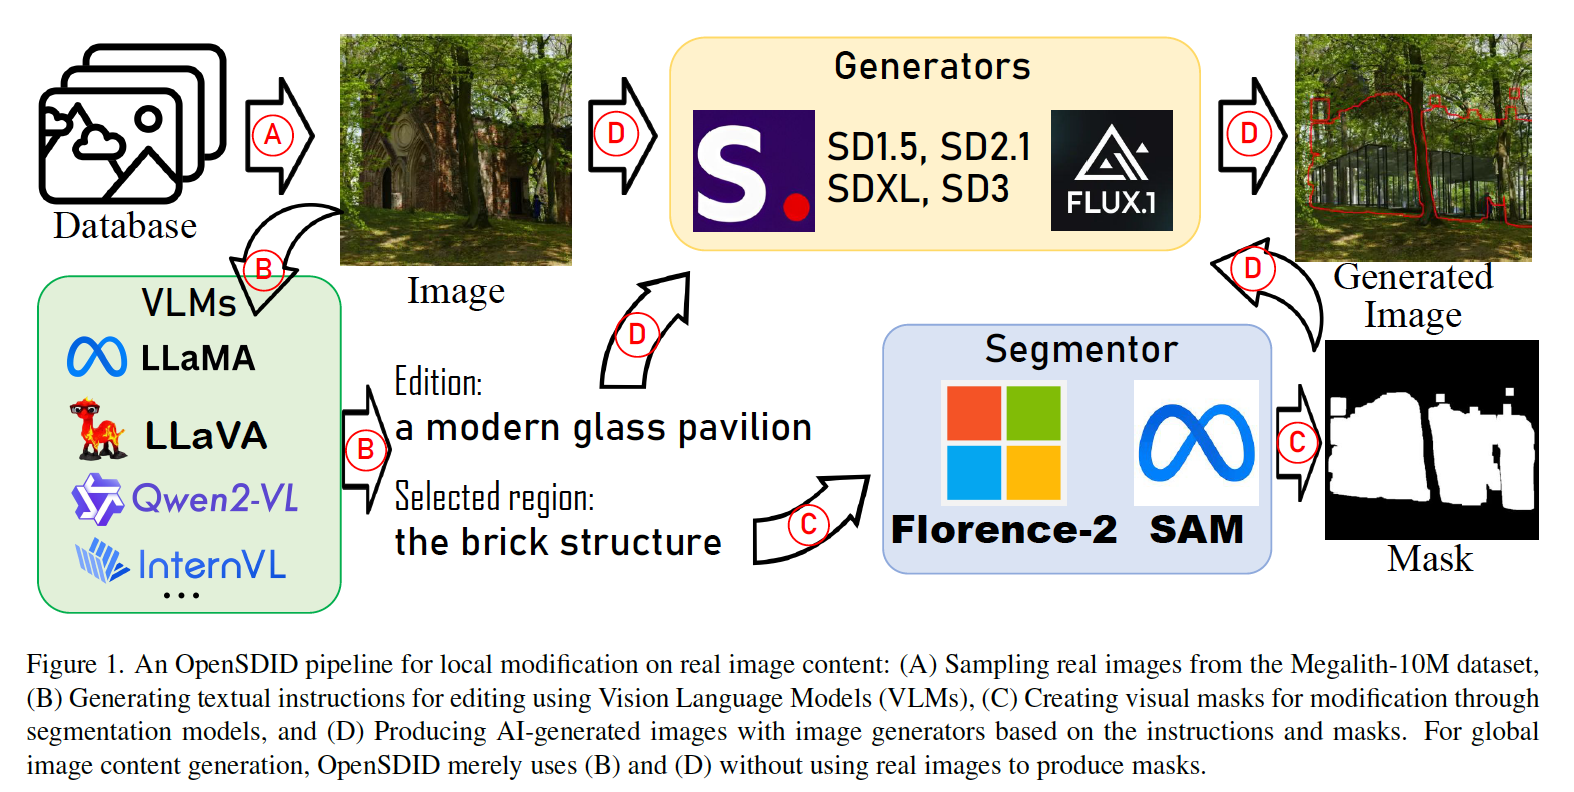 Database
A
Image
D
Generators
S.
SD1.5, SD2.1
SDXL, SD3
FLUX.1
D
Generated
Image
B
VLMs
LLaMA
LLaVA
Qwen2-VL
InternVL
...
B
Edition:
a modern glass pavilion
D
Selected region:
the brick structure
C
Segmentor
Florence-2
SAM
C
D
Mask
Figure 1. An OpenSDID pipeline for local modification on real image content: (A) Sampling real images from the Megalith-10M dataset,
(B) Generating textual instructions for editing using Vision Language Models (VLMs), (C) Creating visual masks for modification through
segmentation models, and (D) Producing AI-generated images with image generators based on the instructions and masks. For global
image content generation, OpenSDID merely uses (B) and (D) without using real images to produce masks.